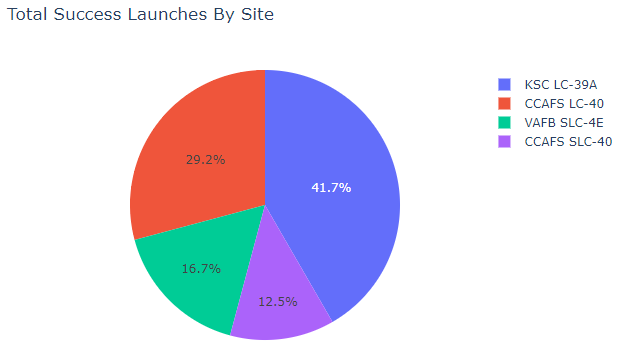 Total Success Launches By Site
KSC LC-39A
CCAFS LC-40
VAFB SLC-4E
CCAFS SLC-40
29.2%
41.7%
16.7%
12.5%